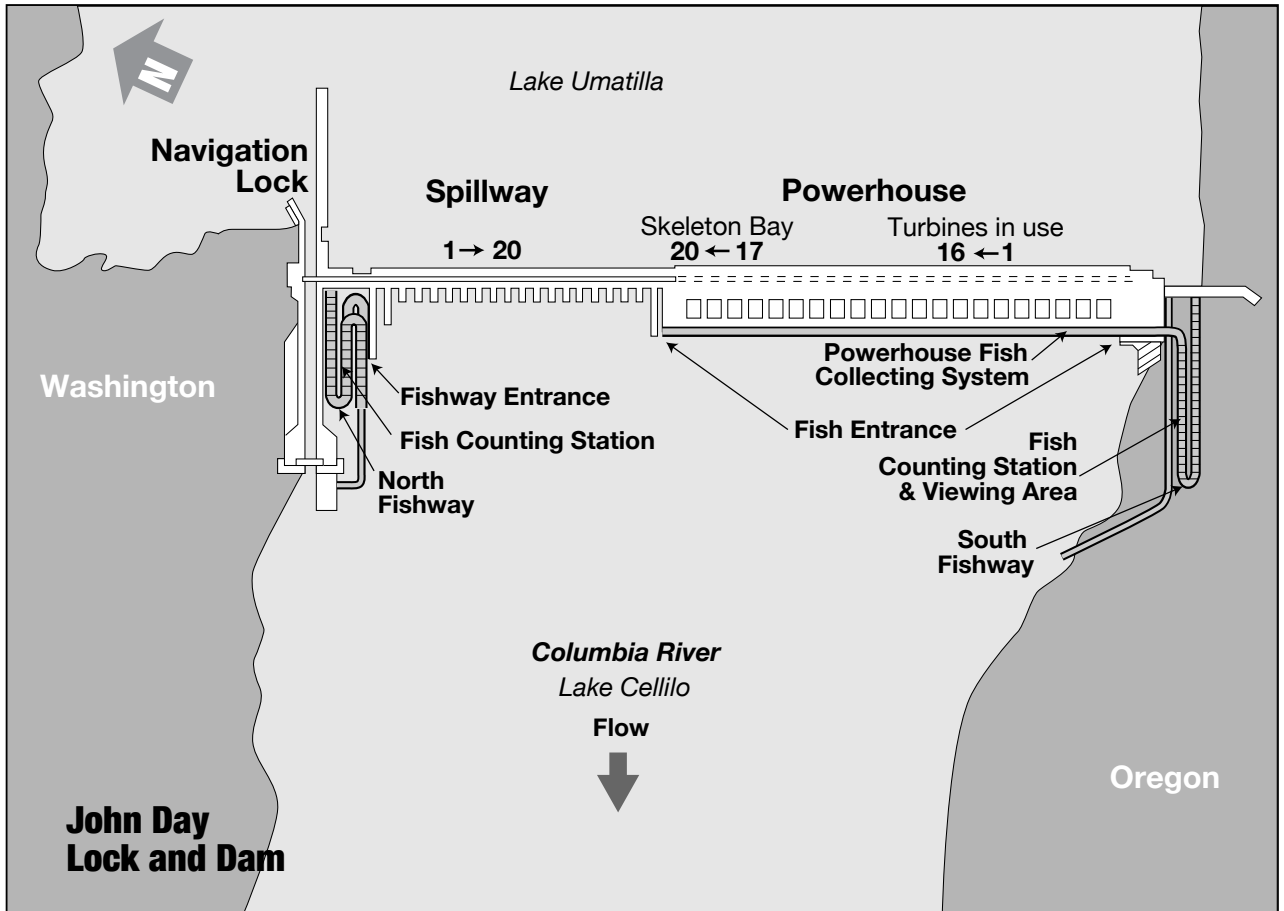 N
Lake Umatilla
Navigation
Lock
Spillway
1→ 20
Powerhouse
Skeleton Bay
20 ← 17
Turbines in use
16 ←1
Washington
Fishway Entrance
Fish Counting Station
North
Fishway
Powerhouse Fish
Collecting System
Fish Entrance
Fish
Counting Station
& Viewing Area
South
Fishway
Columbia River
Lake Cellilo
Flow
Oregon
John Day
Lock and Dam